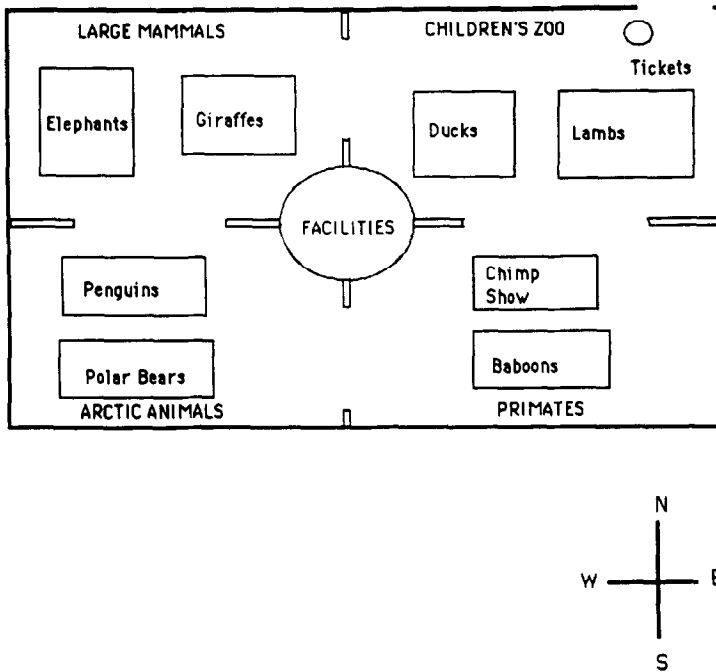 LARGE MAMMALS
CHILDREN'S ZOO
Tickets
Elephants
Giraffes
Ducks
Lambs
FACILITIES
Penguins
Chimp
Show
Polar Bears
Baboons
ARCTIC ANIMALS
PRIMATES
N
W
E
S